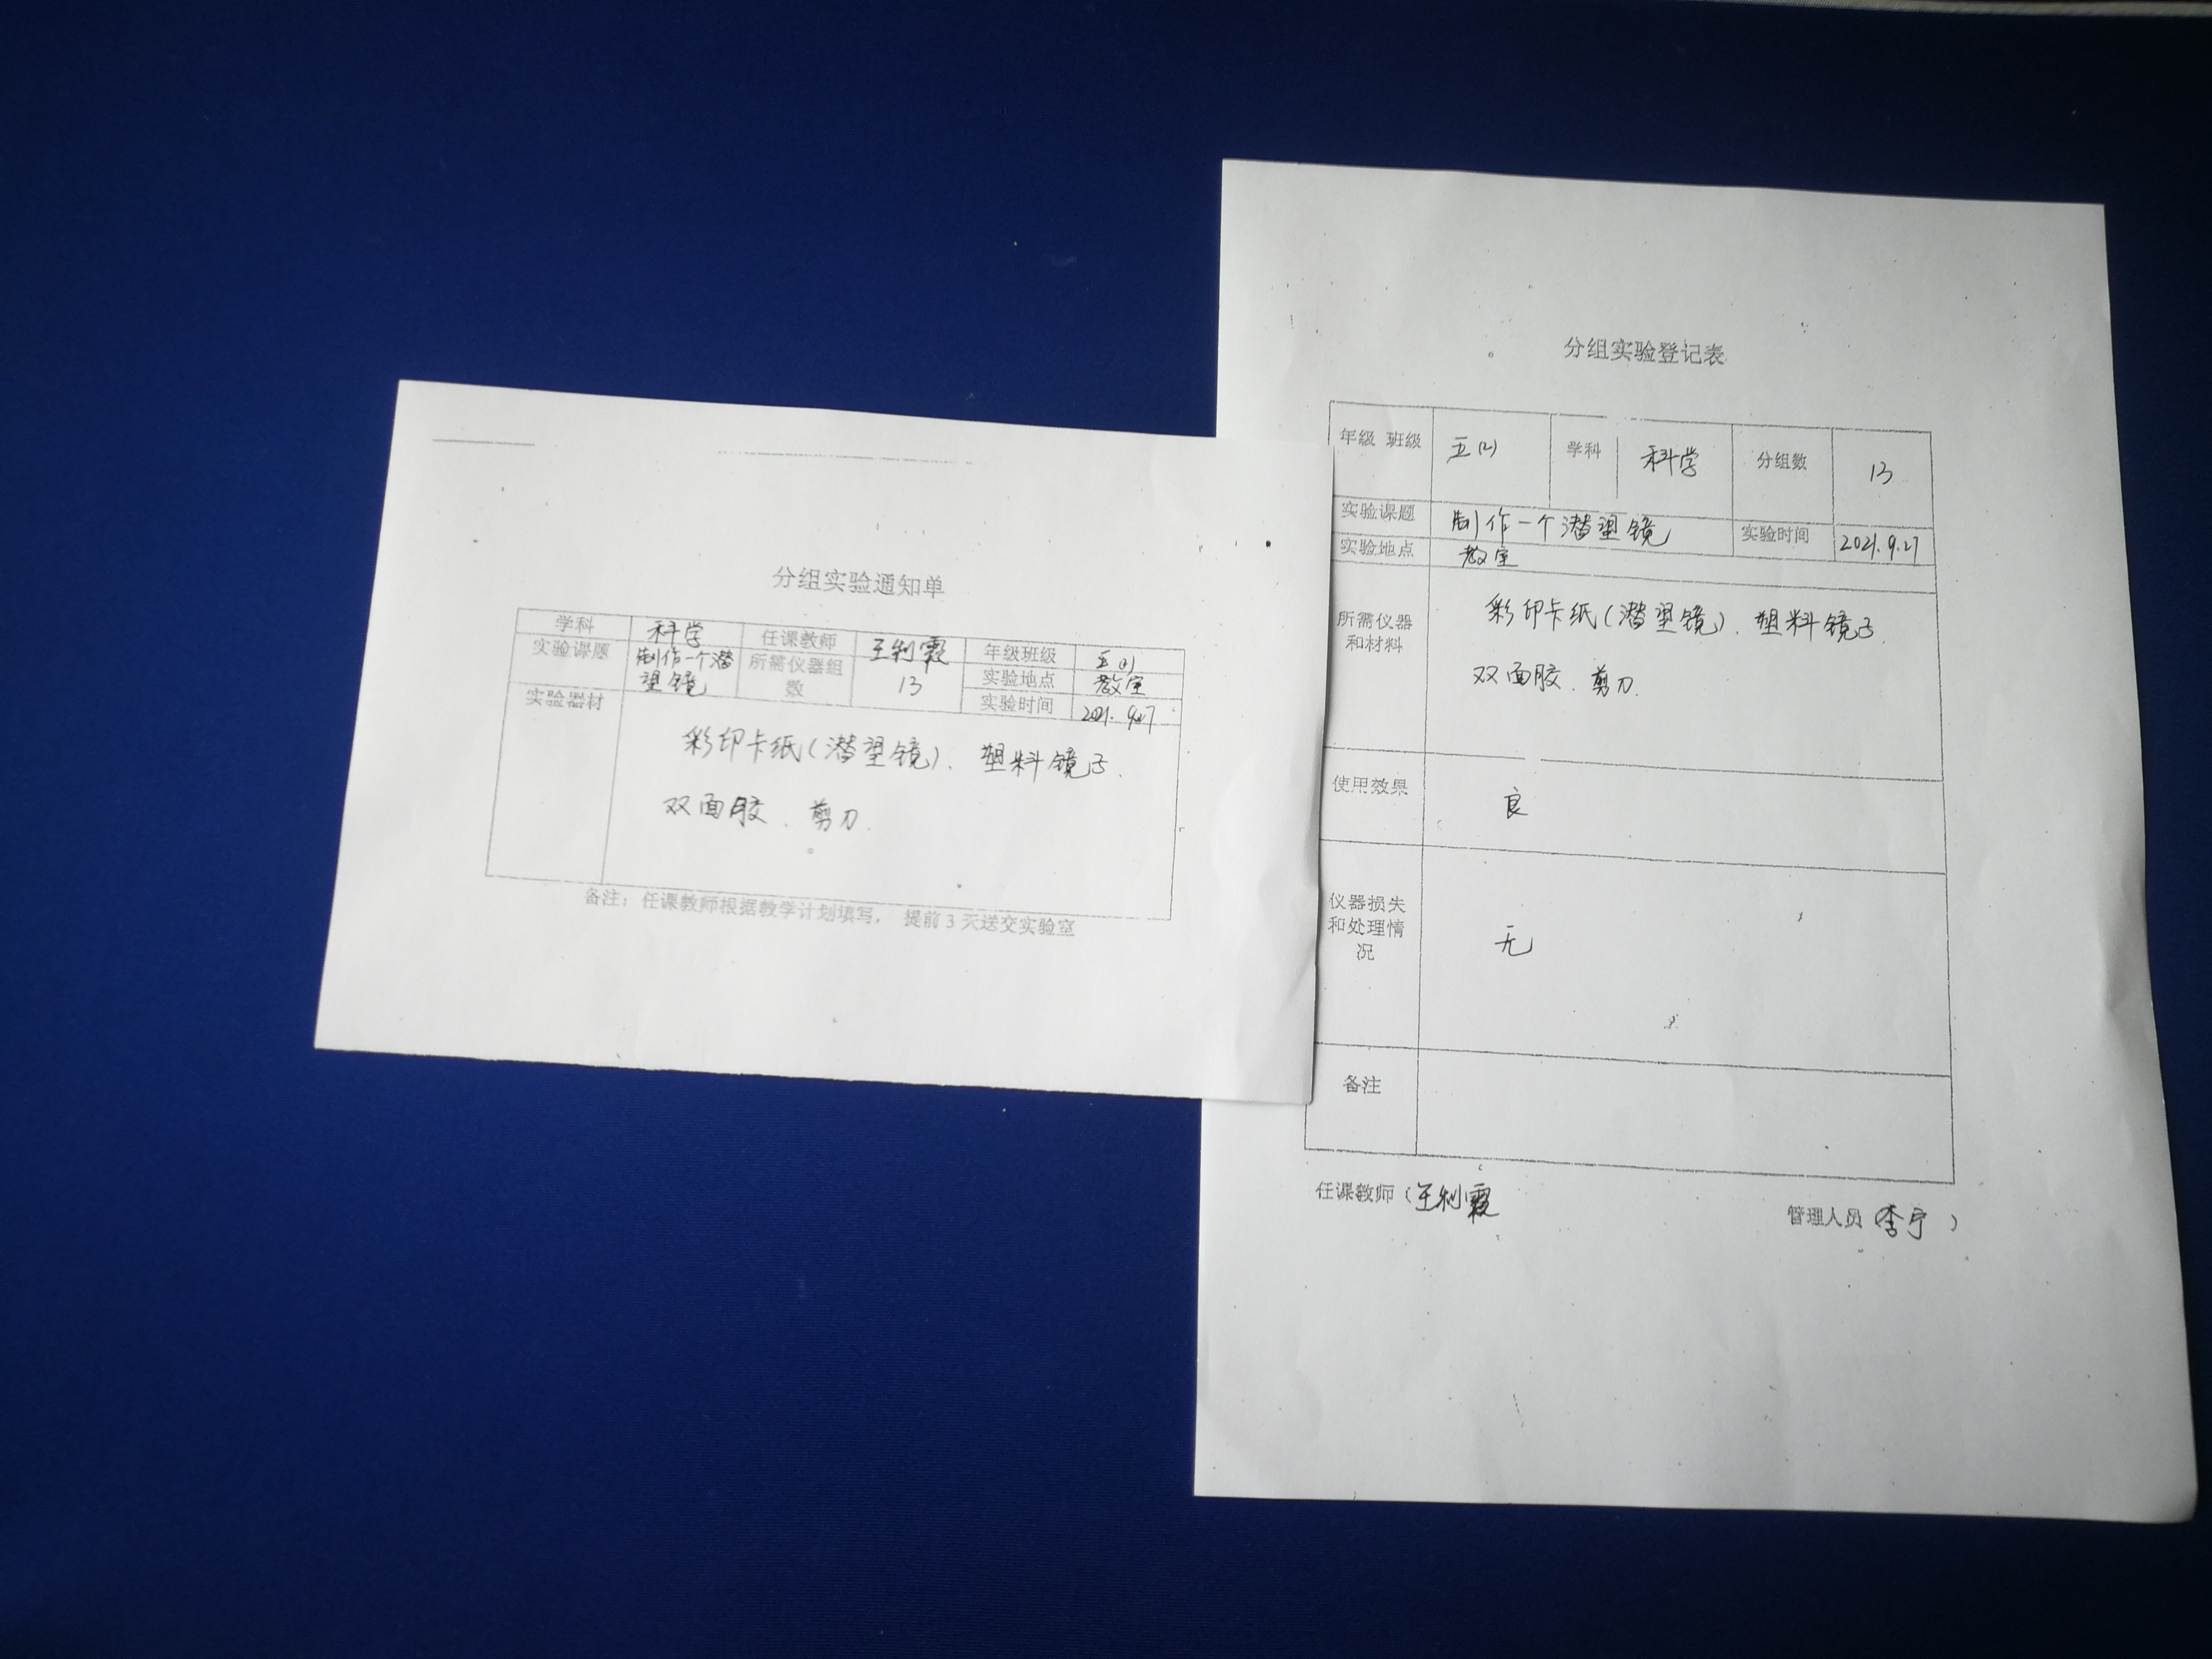 分组实验通知单
学科 科学 任课教师 王利霞 年级班级
实验课题 制作一个潜望镜 所需仪器组数 13 实验地点 教室
实验时间 2021. 9.27
实验器材 彩印卡纸(潜望镜)、塑料镜子、
双面胶、剪刀.
备注：任课教师根据教学计划填写， 提前 3 天送交实验室
分组实验登记表
年级 班级 五(2) 学科 科学 分组数 13
实验课题 制作一个潜望镜 实验时间 2021.9.27
实验地点 教室
所需仪器和材料 彩印卡纸(潜望镜)、塑料镜子、
双面胶、剪刀.
使用效果 良
仪器损失和处理情况 无
备注
任课教师（王利霞 管理人员（李宁 ）